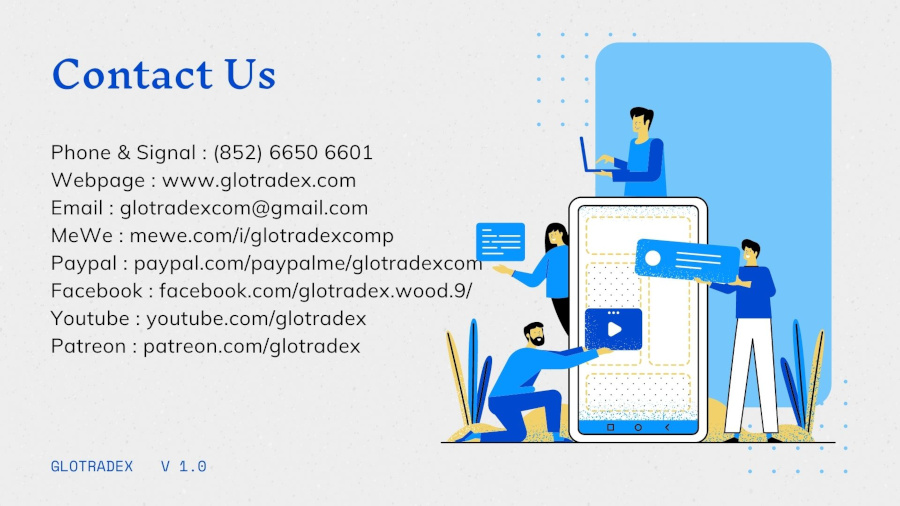 Contact Us
Phone & Signal : (852) 6650 6601
Webpage : www.glotradex.com
Email : glotradexcom@gmail.com
MeWe : mewe.com/i/glotradexcomp
Paypal : paypal.com/paypalme/glotradexcom
Facebook : facebook.com/glotradex.wood.9/
Youtube : youtube.com/glotradex
Patreon : patreon.com/glotradex
GLOTRADEX V 1.0